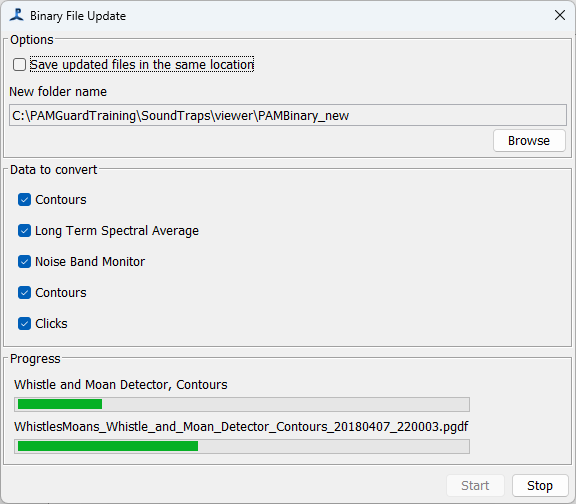 Binary File Update
Options
Save updated files in the same location
New folder name
C:\PAMGuardTraining\SoundTraps\viewer\PAMBinary_new
Browse
Data to convert
Contours
Long Term Spectral Average
Noise Band Monitor
Contours
Clicks
Progress
Whistle and Moan Detector, Contours
WhistlesMoans_Whistle_and_Moan_Detector_Contours_20180407_220003.pgdf
Start Stop